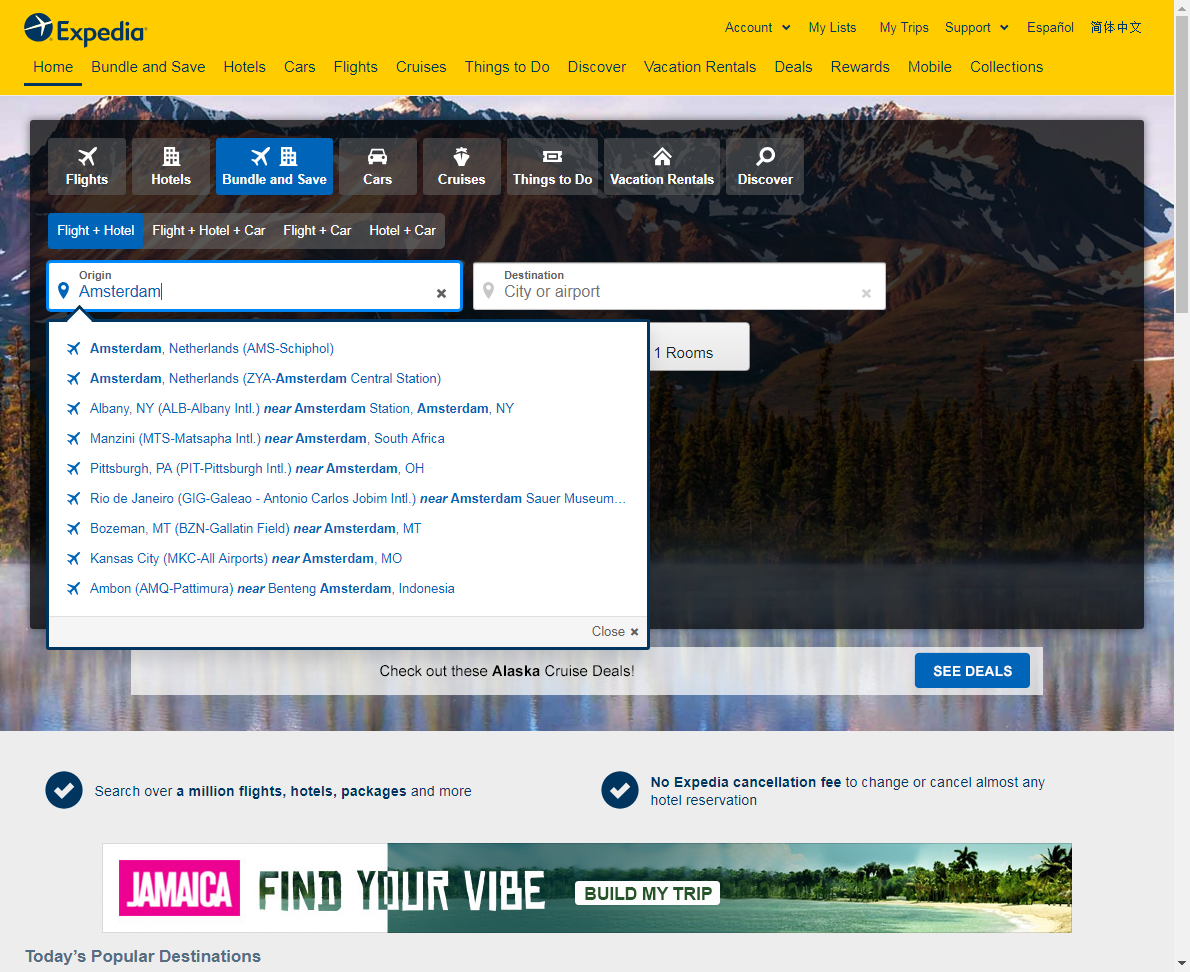 Expedia
Account
My Lists
My Trips
Support
Español
简体中文
Home
Bundle and Save
Hotels
Cars
Flights
Cruises
Things to Do
Discover
Vacation Rentals
Deals
Rewards
Mobile
Collections
Flights
Hotels
Bundle and Save
Cars
Cruises
Things to Do
Vacation Rentals
Discover
Flight + Hotel
Flight + Hotel + Car
Flight + Car
Hotel + Car
Origin
Amsterdam
Destination
City or airport
1 Rooms
Amsterdam, Netherlands (AMS-Schiphol)
Amsterdam, Netherlands (ZYA-Amsterdam Central Station)
Albany, NY (ALB-Albany Intl.) near Amsterdam Station, Amsterdam, NY
Manzini (MTS-Matsapha Intl.) near Amsterdam, South Africa
Pittsburgh, PA (PIT-Pittsburgh Intl.) near Amsterdam, OH
Rio de Janeiro (GIG-Galeao - Antonio Carlos Jobim Intl.) near Amsterdam Sauer Museum...
Bozeman, MT (BZN-Gallatin Field) near Amsterdam, MT
Kansas City (MKC-All Airports) near Amsterdam, MO
Ambon (AMQ-Pattimura) near Benteng Amsterdam, Indonesia
Close
Check out these Alaska Cruise Deals!
SEE DEALS
Search over a million flights, hotels, packages and more
No Expedia cancellation fee to change or cancel almost any
hotel reservation
JAMAICA
FIND YOUR VIBE
BUILD MY TRIP
Today's Popular Destinations